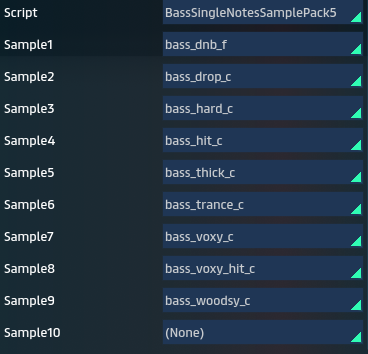 Script BassSingleNotesSamplePack5
Sample1 bass_dnb_f
Sample2 bass_drop_c
Sample3 bass_hard_c
Sample4 bass_hit_c
Sample5 bass_thick_c
Sample6 bass_trance_c
Sample7 bass_voxy_c
Sample8 bass_voxy_hit_c
Sample9 bass_woodsy_c
Sample10 (None)